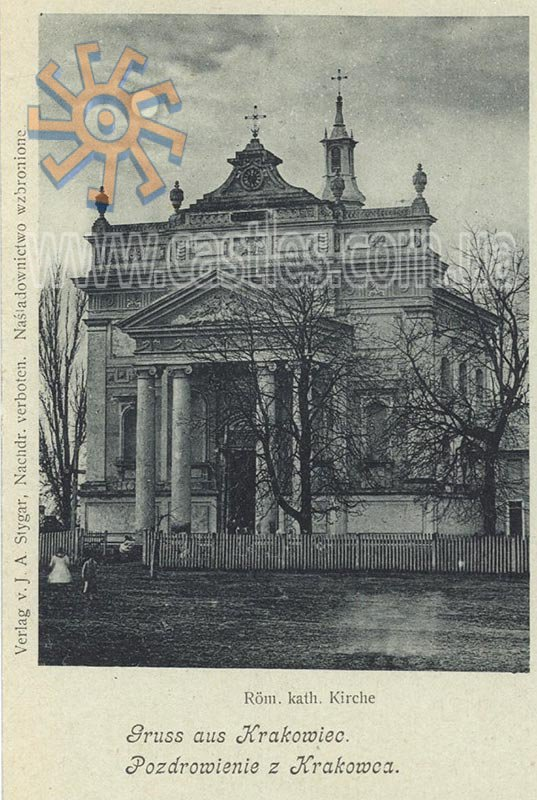 www.castles.com.ua
Verlag v. J. A. Stygar, Nachdr. verboten. Naśladownictwo wzbronione
Röm. kath. Kirche
Gruss aus Krakowiec.
Pozdrowienie z Krakowca.